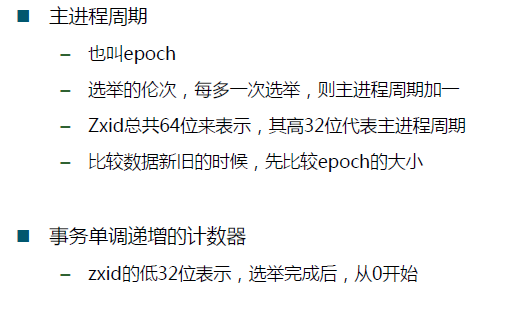 主进程周期
– 也叫epoch
– 选举的伦次，每多一次选举，则主进程周期加一
– Zxid总共64位来表示，其高32位代表主进程周期
– 比较数据新旧的时候，先比较epoch的大小
事务单调递增的计数器
– zxid的低32位表示，选举完成后，从0开始